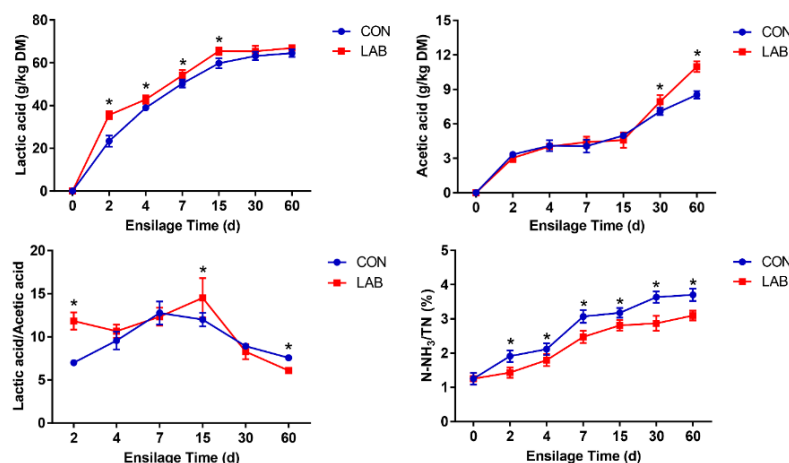 Lactic acid (g/kg DM)
80
60
40
20
0
* * * *
0 2 4 7 15 30 60
Ensilage Time (d)
CON
LAB
Acetic acid (g/kg DM)
15
12
9
6
3
0
* *
0 2 4 7 15 30 60
Ensilage Time (d)
CON
LAB
Lactic acid/Acetic acid
20
15
10
5
0
* * *
2 4 7 15 30 60
Ensilage Time (d)
CON
LAB
N-NH3/TN (%)
5
4
3
2
1
0
* * * * * *
0 2 4 7 15 30 60
Ensilage Time (d)
CON
LAB